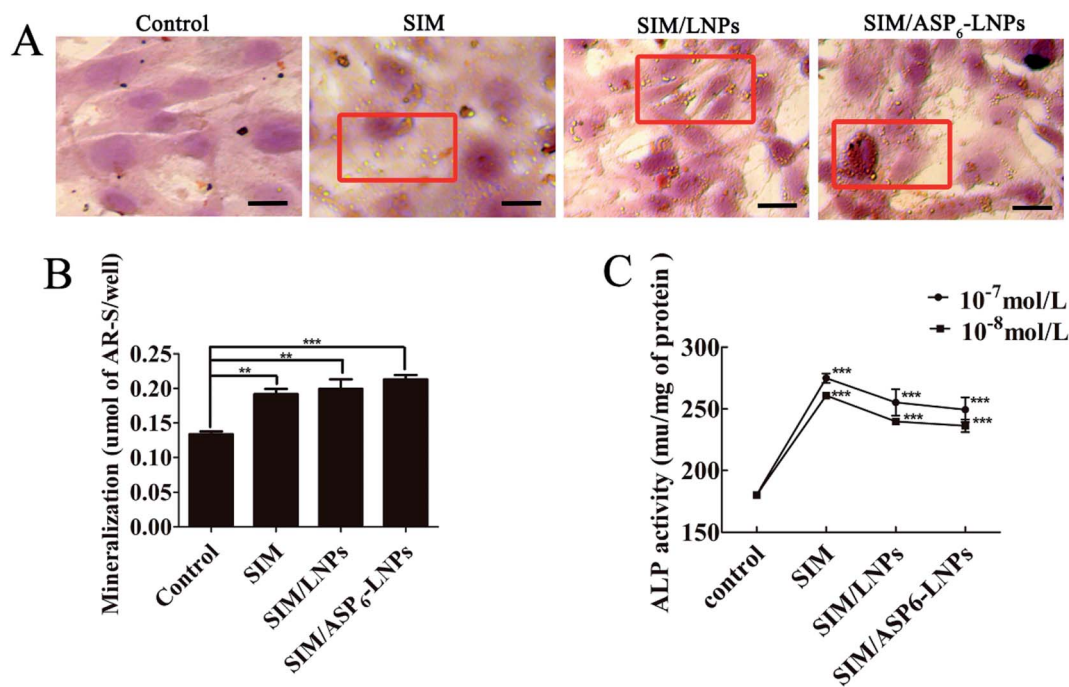 A
Control
SIM
SIM/LNPs
SIM/ASP₆-LNPs
B
Mineralization (umol of AR-S/well)
0.25
0.20
0.15
0.10
0.05
0.00
***
**
**
Control
SIM
SIM/LNPs
SIM/ASP₆-LNPs
C
10⁻⁷mol/L
10⁻⁸mol/L
ALP activity (mu/mg of protein )
300
250
200
150
***
***
***
***
***
***
control
SIM
SIM/LNPs
SIM/ASP6-LNPs